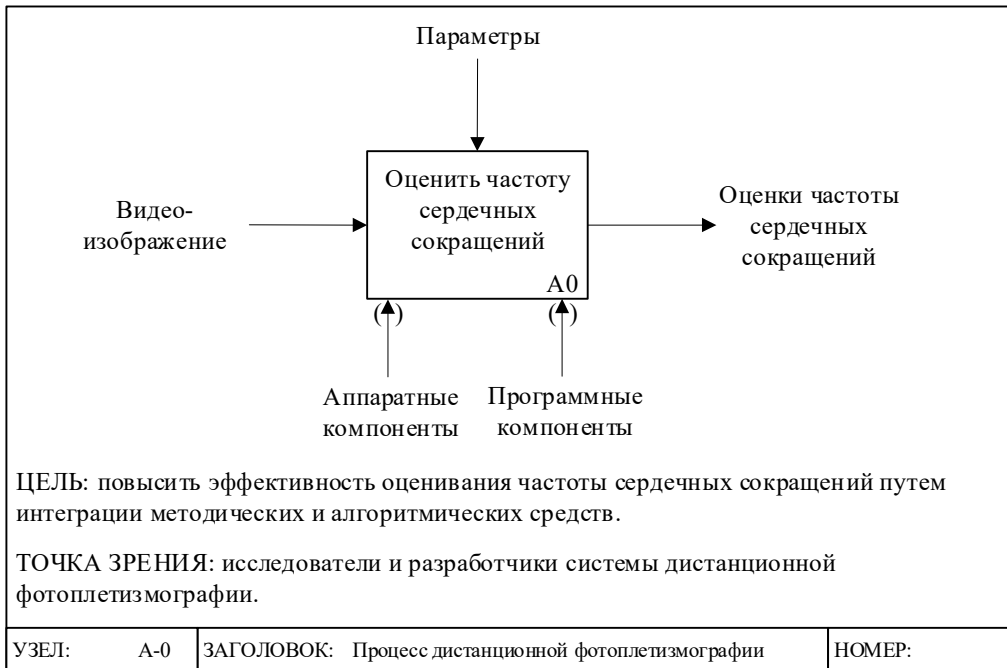 Параметры
Оценить частоту
сердечных
сокращений
A0
Видео-
изображение
Оценки частоты
сердечных
сокращений
( )
( )
Аппаратные
компоненты
Программные
компоненты
ЦЕЛЬ: повысить эффективность оценивания частоты сердечных сокращений путем
интеграции методических и алгоритмических средств.
ТОЧКА ЗРЕНИЯ: исследователи и разработчики системы дистанционной
фотоплетизмографии.
УЗЕЛ: A-0 ЗАГОЛОВОК: Процесс дистанционной фотоплетизмографии НОМЕР: